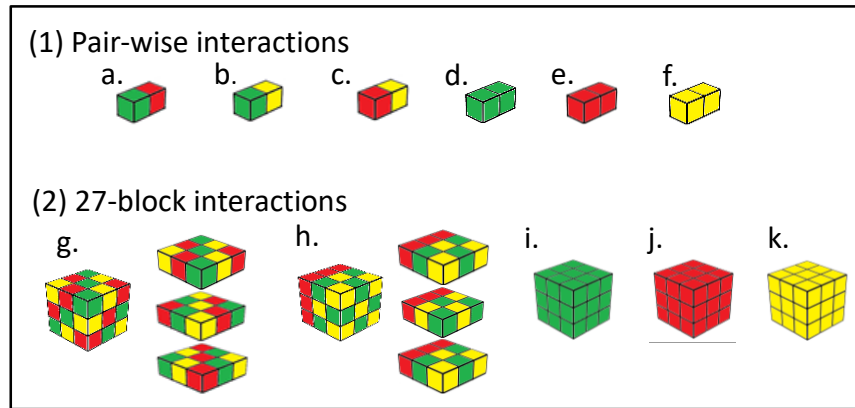 (1) Pair-wise interactions
a. b. c. d. e. f.
(2) 27-block interactions
g. h. i. j. k.